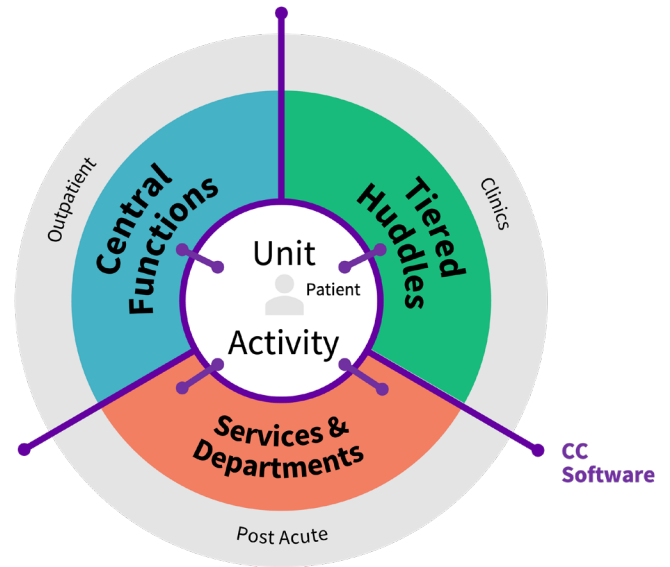 Outpatient
Central
Functions
Tiered
Huddles
Clinics
Unit
Patient
Activity
Services &
Departments
Post Acute
CC
Software